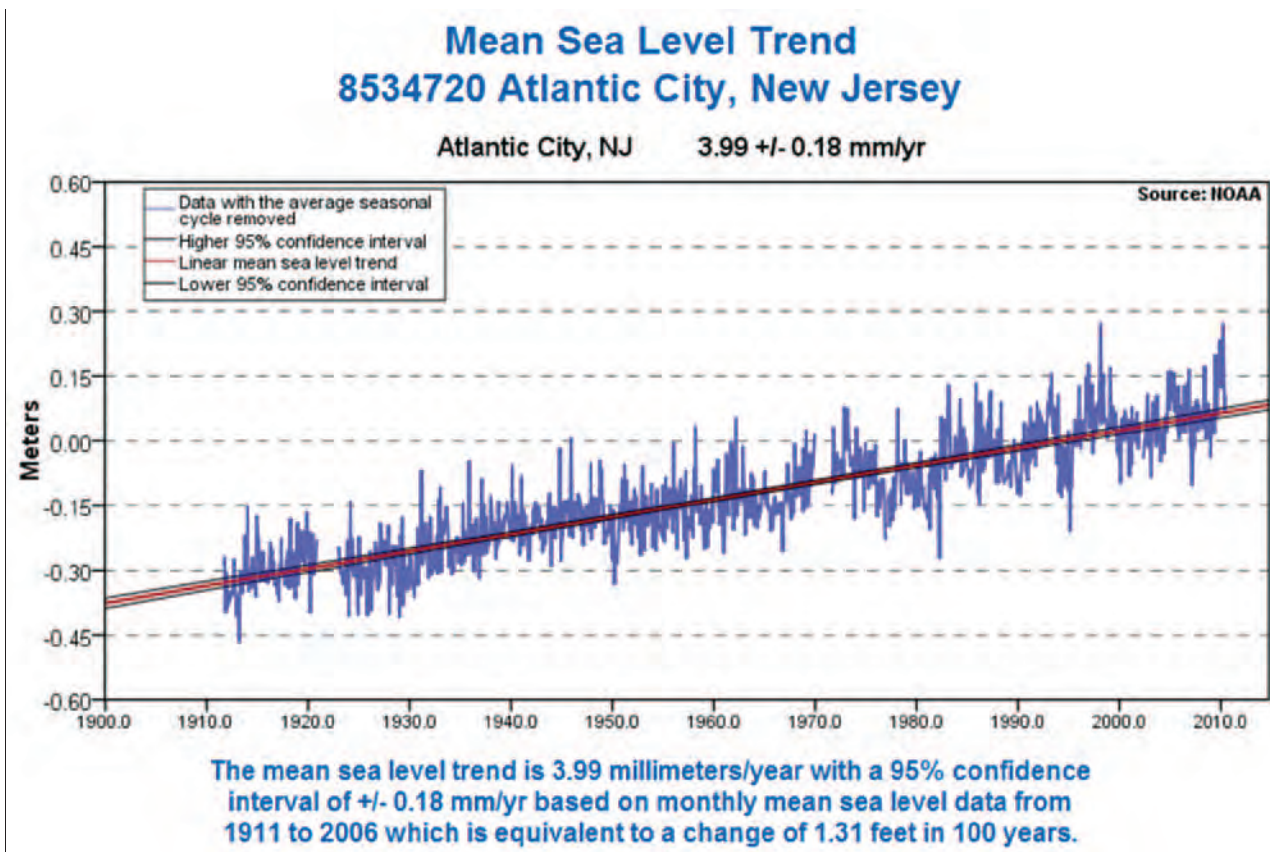 Mean Sea Level Trend
8534720 Atlantic City, New Jersey
Atlantic City, NJ 3.99 +/- 0.18 mm/yr
Source: NOAA
Data with the average seasonal
cycle removed
Higher 95% confidence interval
Linear mean sea level trend
Lower 95% confidence interval
Meters
0.60
0.45
0.30
0.15
0.00
-0.15
-0.30
-0.45
-0.60
1900.0 1910.0 1920.0 1930.0 1940.0 1950.0 1960.0 1970.0 1980.0 1990.0 2000.0 2010.0
The mean sea level trend is 3.99 millimeters/year with a 95% confidence
interval of +/- 0.18 mm/yr based on monthly mean sea level data from
1911 to 2006 which is equivalent to a change of 1.31 feet in 100 years.